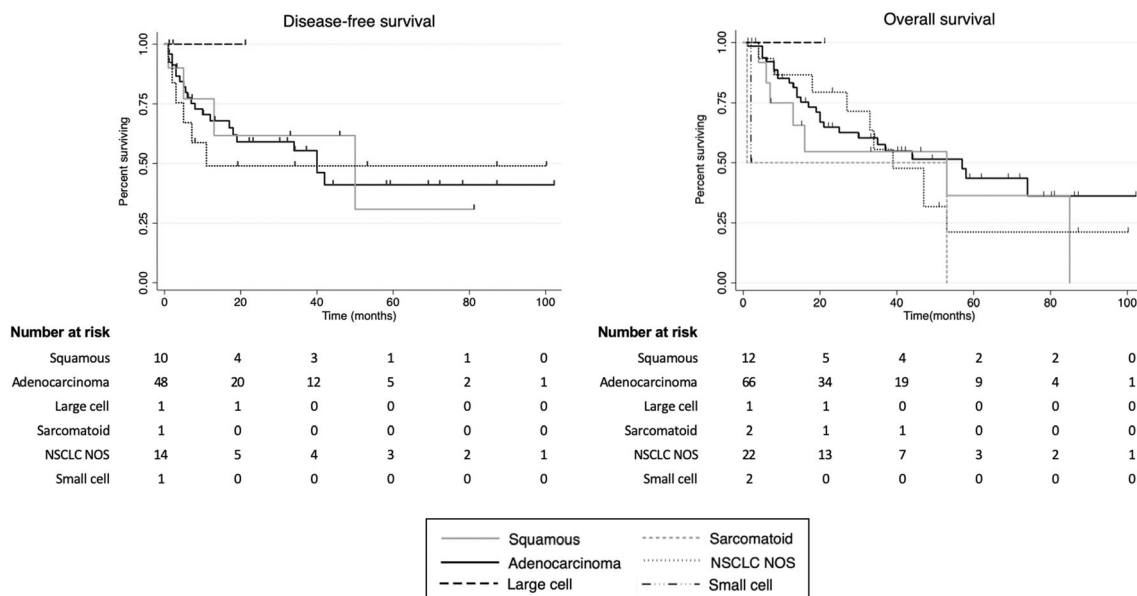 Disease-free survival
Percent surviving
1.00
0.75
0.50
0.25
0.00
0 20 40 60 80 100
Time (months)
Number at risk
Squamous 10 4 3 1 1 0
Adenocarcinoma 48 20 12 5 2 1
Large cell 1 1 0 0 0 0
Sarcomatoid 1 0 0 0 0 0
NSCLC NOS 14 5 4 3 2 1
Small cell 1 0 0 0 0 0
Overall survival
Percent surviving
1.00
0.75
0.50
0.25
0.00
0 20 40 60 80 100
Time(months)
Number at risk
Squamous 12 5 4 2 2 0
Adenocarcinoma 66 34 19 9 4 1
Large cell 1 1 0 0 0 0
Sarcomatoid 2 1 1 0 0 0
NSCLC NOS 22 13 7 3 2 1
Small cell 2 0 0 0 0 0
Squamous Sarcomatoid
Adenocarcinoma NSCLC NOS
Large cell Small cell